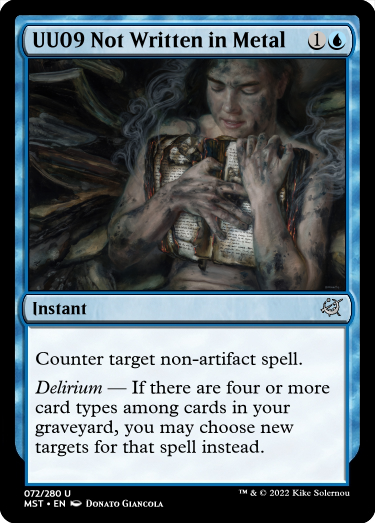 UU09 Not Written in Metal
1
Instant
Counter target non-artifact spell.
Delirium — If there are four or more
card types among cards in your
graveyard, you may choose new
targets for that spell instead.
072/280 U
™ & © 2022 Kike Solernou
MST • EN Donato Giancola